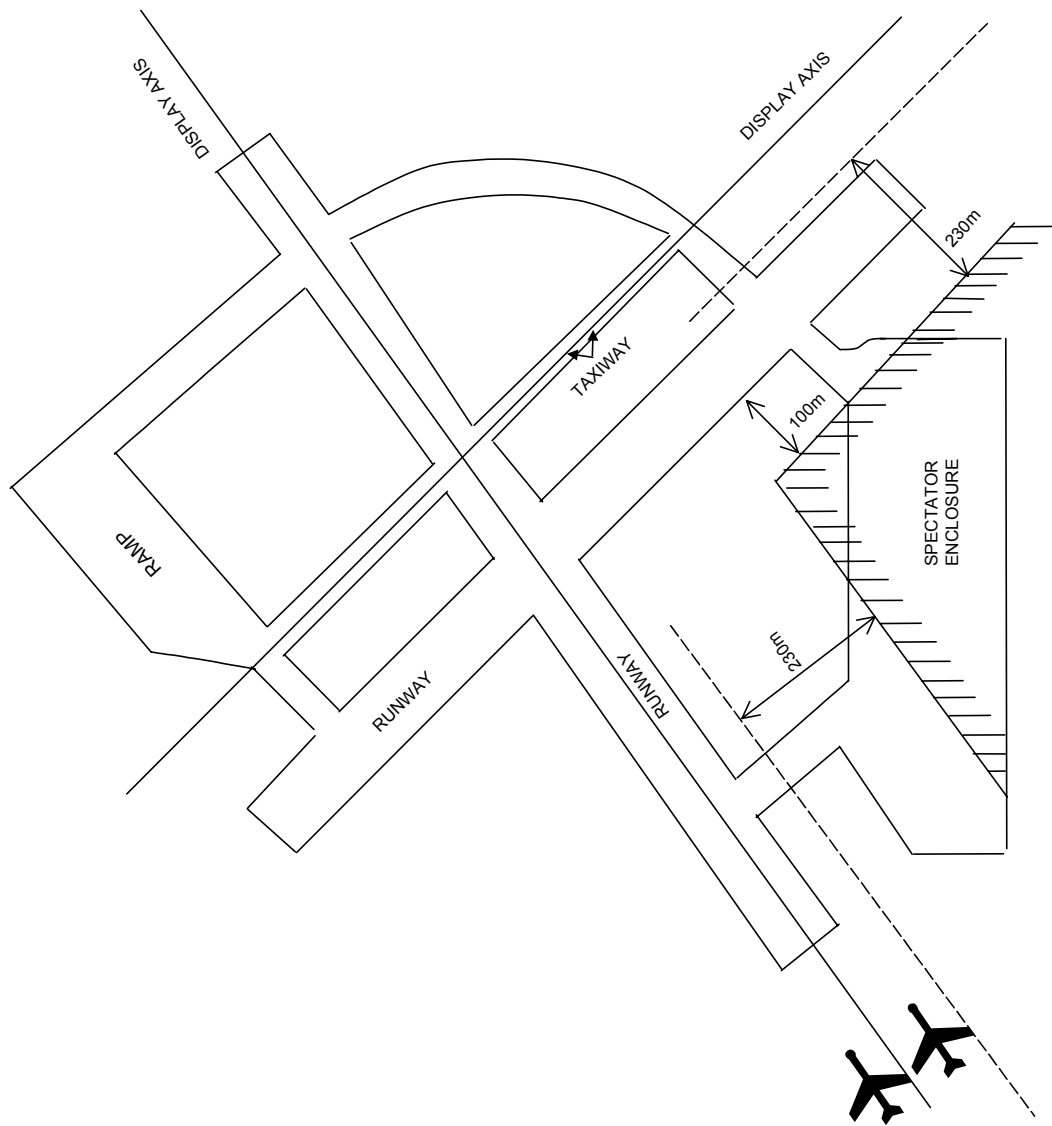 DISPLAY AXIS
DISPLAY AXIS
230m
TAXIWAY
100m
SPECTATOR
ENCLOSURE
RAMP
230m
RUNWAY
RUNWAY